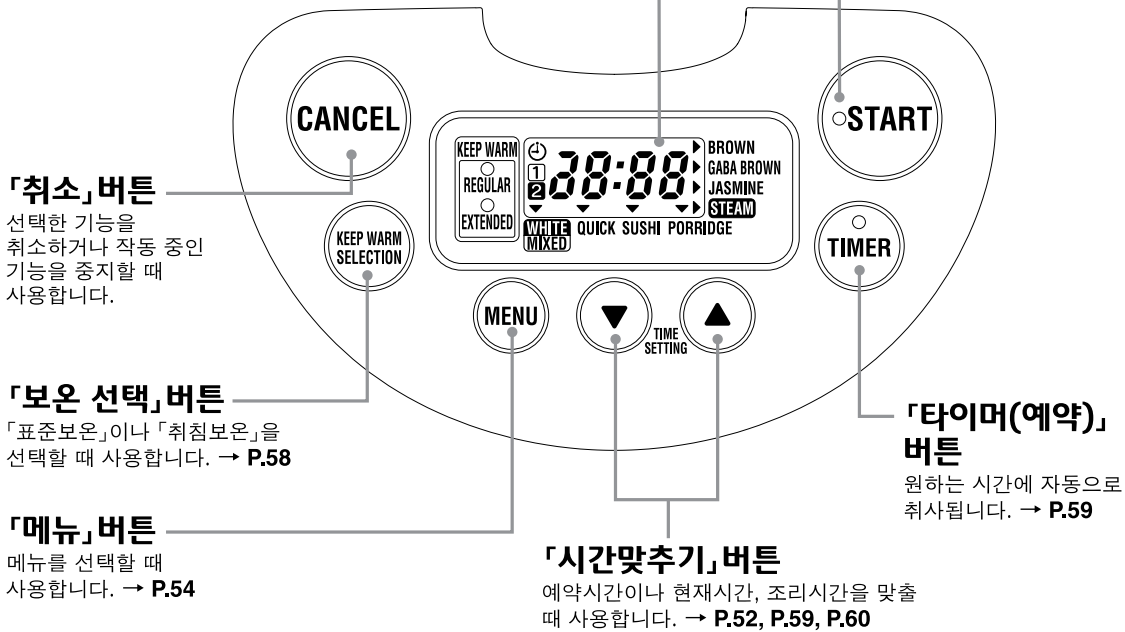 CANCEL
START
KEEP WARM
REGULAR
EXTENDED
1
2
38:88
BROWN
GABA BROWN
JASMINE
STEAM
WHITE
MIXED
QUICK SUSHI PORRIDGE
KEEP WARM
SELECTION
TIMER
MENU
▼
▲
TIME
SETTING
「취소」버튼
선택한 기능을
취소하거나 작동 중인
기능을 중지할 때
사용합니다.
「보온 선택」버튼
「표준보온」이나 「취침보온」을
선택할 때 사용합니다. → P.58
「메뉴」버튼
메뉴를 선택할 때
사용합니다. → P.54
「시간맞추기」버튼
예약시간이나 현재시간, 조리시간을 맞출
때 사용합니다. → P.52, P.59, P.60
「타이머(예약)」
버튼
원하는 시간에 자동으로
취사됩니다. → P.59